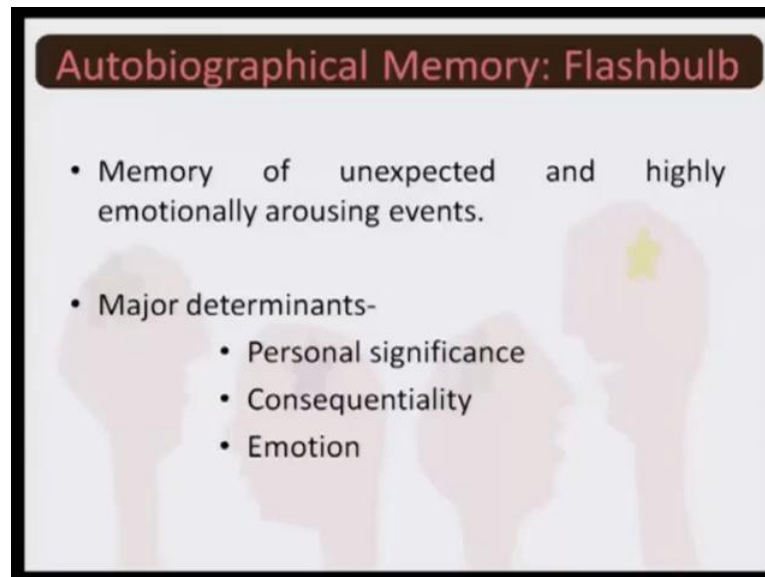 Autobiographical Memory: Flashbulb
• Memory of unexpected and highly
emotionally arousing events.
• Major determinants-
• Personal significance
• Consequentiality
• Emotion